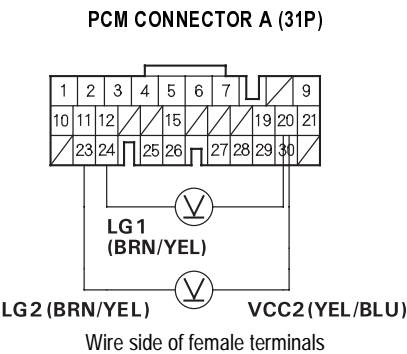 PCM CONNECTOR A (31P)
1 2 3 4 5 6 7 9
10 11 12 15 19 20 21
23 24 25 26 27 28 29 30
V
LG1
(BRN/YEL)
V
LG2 (BRN/YEL) VCC2 (YEL/BLU)
Wire side of female terminals